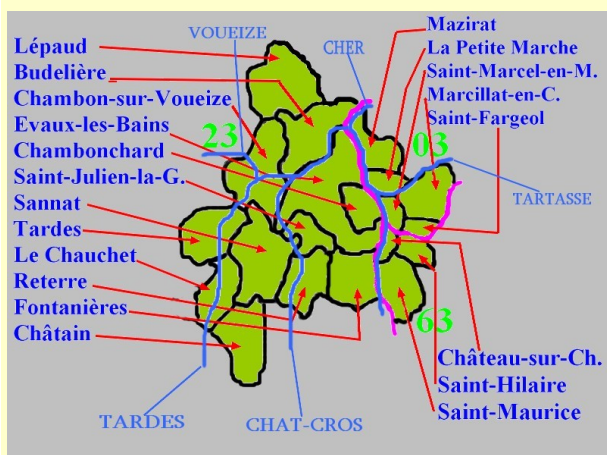 VOUEIZE
CHER
Lépaud
Budelière
Chambon-sur-Voueize
Evaux-les-Bains
Chambonchard
Saint-Julien-la-G.
Sannat
Tardes
Le Chauchet
Reterre
Fontanières
Châtain
23
Mazirat
La Petite Marche
Saint-Marcel-en-M.
Marcillat-en-C.
Saint-Fargeol
03
TARTASSE
63
Château-sur-Ch.
Saint-Hilaire
Saint-Maurice
TARDES
CHAT-CROS